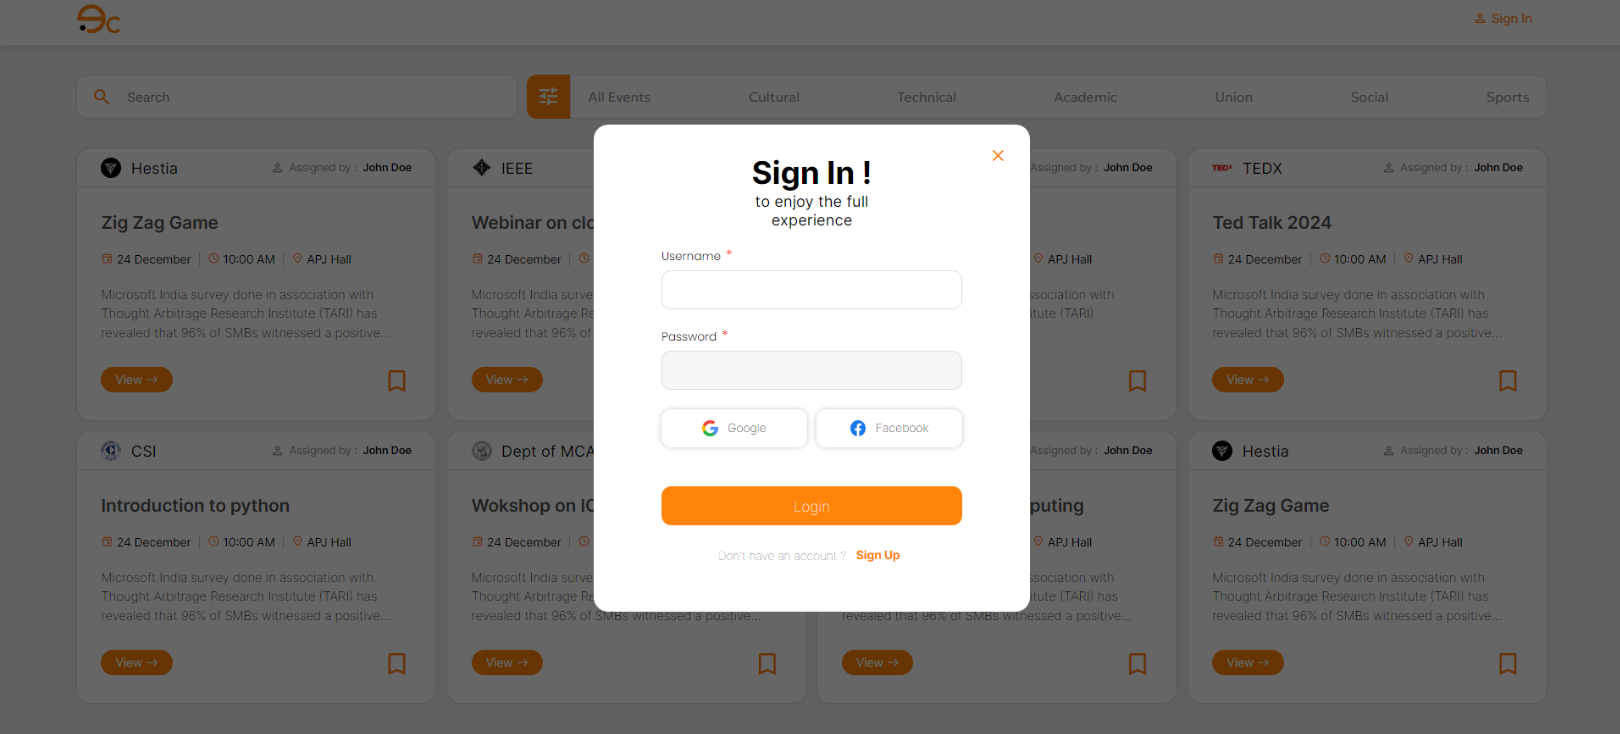 Sign In
Search
All Events Cultural Technical Academic Union Social Sports
Hestia Assigned by : John Doe
Zig Zag Game
24 December | 10:00 AM | APJ Hall
Microsoft India survey done in association with
Thought Arbitrage Research Institute (TARI) has
revealed that 96% of SMBs witnessed a positive...
View →
IEEE
Webinar on clo
24 December
Microsoft India surve
Thought Arbitrage Re
revealed that 96% of
View →
Assigned by : John Doe
APJ Hall
ssociation with
tute (TARI)
TEDX Assigned by : John Doe
Ted Talk 2024
24 December | 10:00 AM | APJ Hall
Microsoft India survey done in association with
Thought Arbitrage Research Institute (TARI) has
revealed that 96% of SMBs witnessed a positive...
View →
Sign In !
to enjoy the full
experience
Username *
Password *
Google Facebook
Login
Don't have an account ? Sign Up
CSI Assigned by : John Doe
Introduction to python
24 December | 10:00 AM | APJ Hall
Microsoft India survey done in association with
Thought Arbitrage Research Institute (TARI) has
revealed that 96% of SMBs witnessed a positive...
View →
Dept of MCA
Wokshop on IC
24 December
Microsoft India surve
Thought Arbitrage Re
revealed that 96% of SMBs witnessed a positive...
View →
Assigned by : John Doe
puting
APJ Hall
ssociation with
tute (TARI) has
revealed that 96% of SMBs witnessed a positive...
View →
Hestia Assigned by : John Doe
Zig Zag Game
24 December | 10:00 AM | APJ Hall
Microsoft India survey done in association with
Thought Arbitrage Research Institute (TARI) has
revealed that 96% of SMBs witnessed a positive...
View →